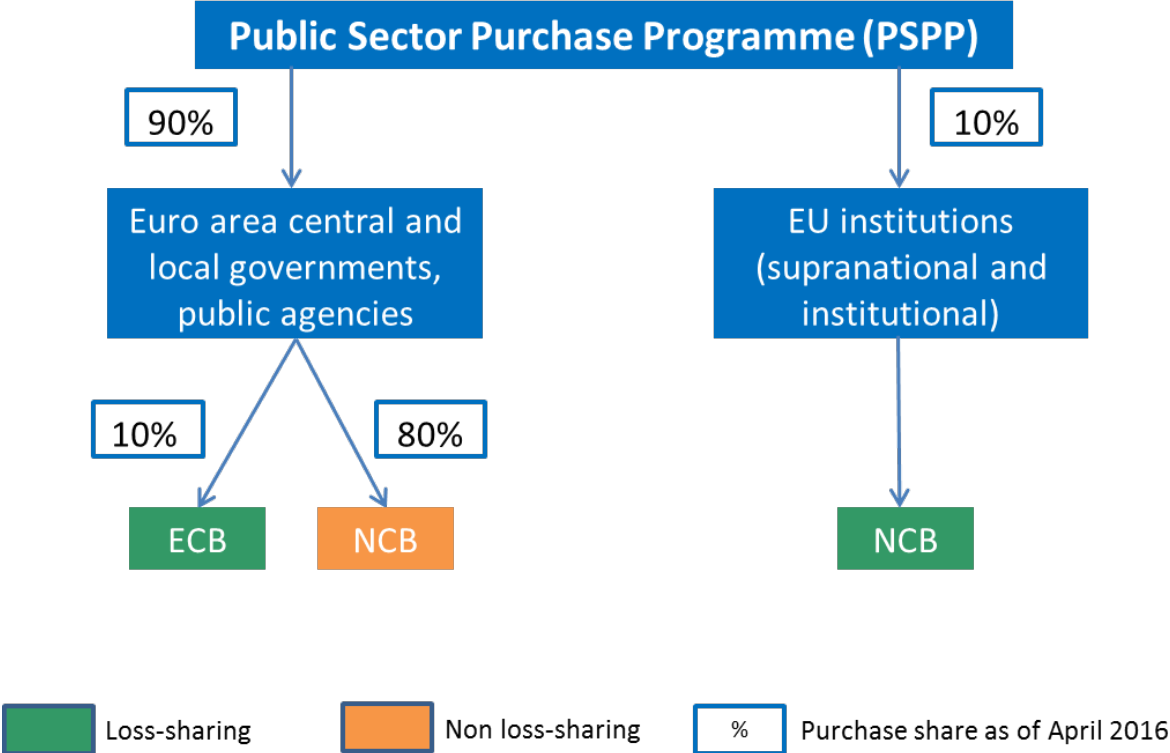 Public Sector Purchase Programme (PSPP)
90%
10%
Euro area central and
local governments,
public agencies
EU institutions
(supranational and
institutional)
10%
80%
ECB
NCB
NCB
Loss-sharing
Non loss-sharing
%
Purchase share as of April 2016